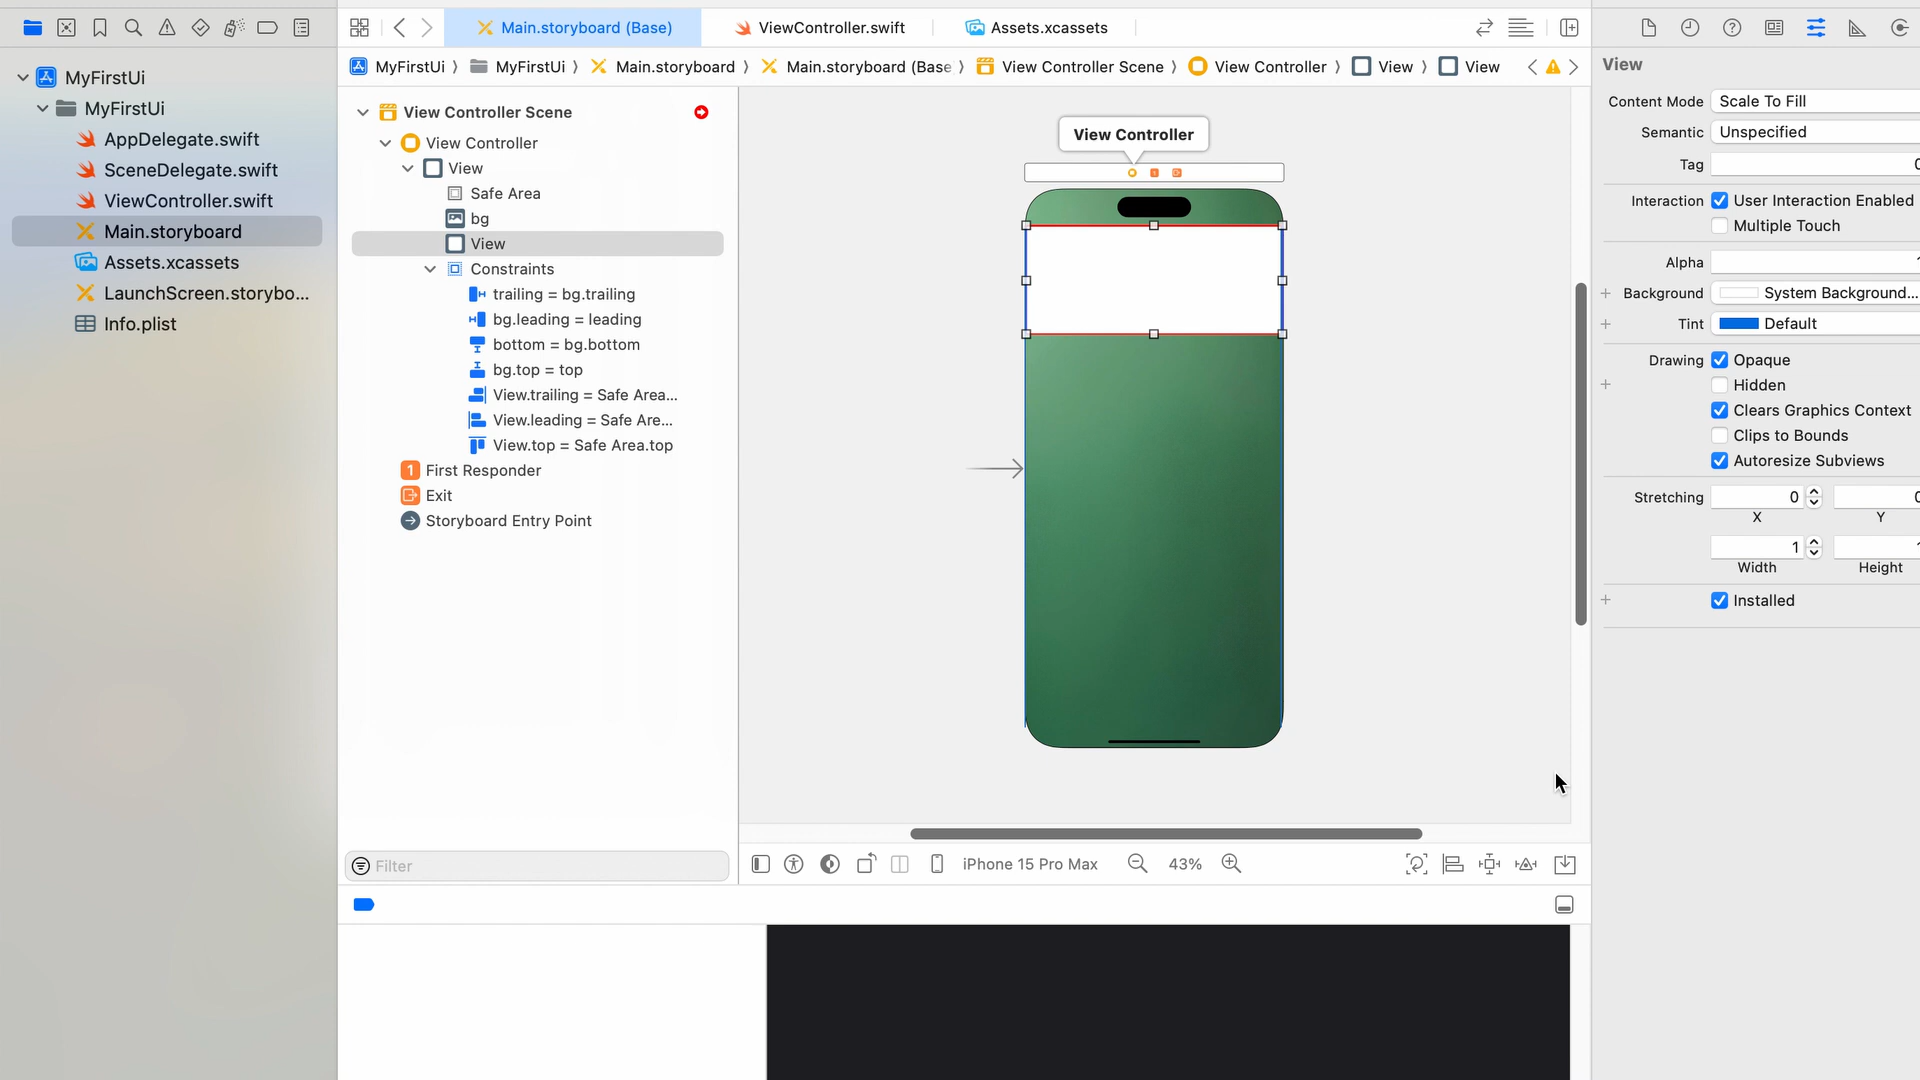 Main.storyboard (Base)
ViewController.swift
Assets.xcassets
MyFirstUi
MyFirstUi
Main.storyboard
Main.storyboard (Base
View Controller Scene
View Controller
View
View
MyFirstUi
MyFirstUi
AppDelegate.swift
SceneDelegate.swift
ViewController.swift
Main.storyboard
Assets.xcassets
LaunchScreen.storybo...
Info.plist
View Controller Scene
View Controller
View
Safe Area
bg
View
Constraints
trailing = bg.trailing
bg.leading = leading
bottom = bg.bottom
bg.top = top
View.trailing = Safe Area...
View.leading = Safe Are...
View.top = Safe Area.top
1 First Responder
Exit
Storyboard Entry Point
Filter
View Controller
iPhone 15 Pro Max
43%
View
Content Mode Scale To Fill
Semantic Unspecified
Tag 0
Interaction User Interaction Enabled
Multiple Touch
Alpha 1
Background System Background...
Tint Default
Drawing Opaque
Hidden
Clears Graphics Context
Clips to Bounds
Autoresize Subviews
Stretching 0 0
X Y
1 1
Width Height
Installed